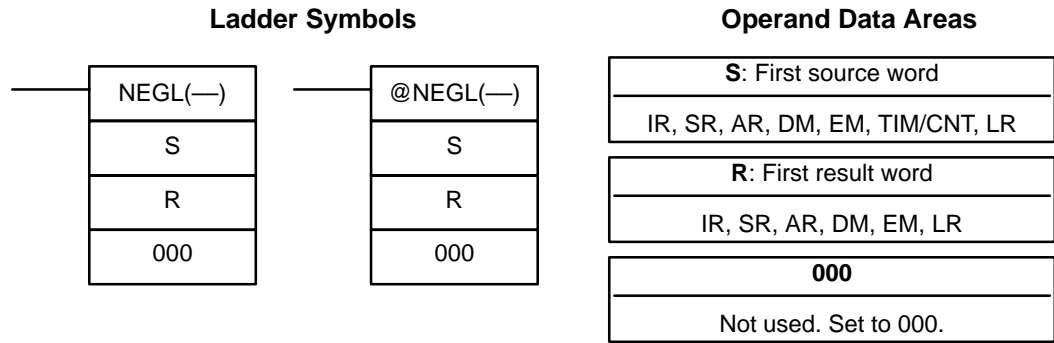 Ladder Symbols
NEGL(––)
S
R
000
@NEGL(––)
S
R
000
Operand Data Areas
S: First source word
IR, SR, AR, DM, EM, TIM/CNT, LR
R: First result word
IR, SR, AR, DM, EM, LR
000
Not used. Set to 000.